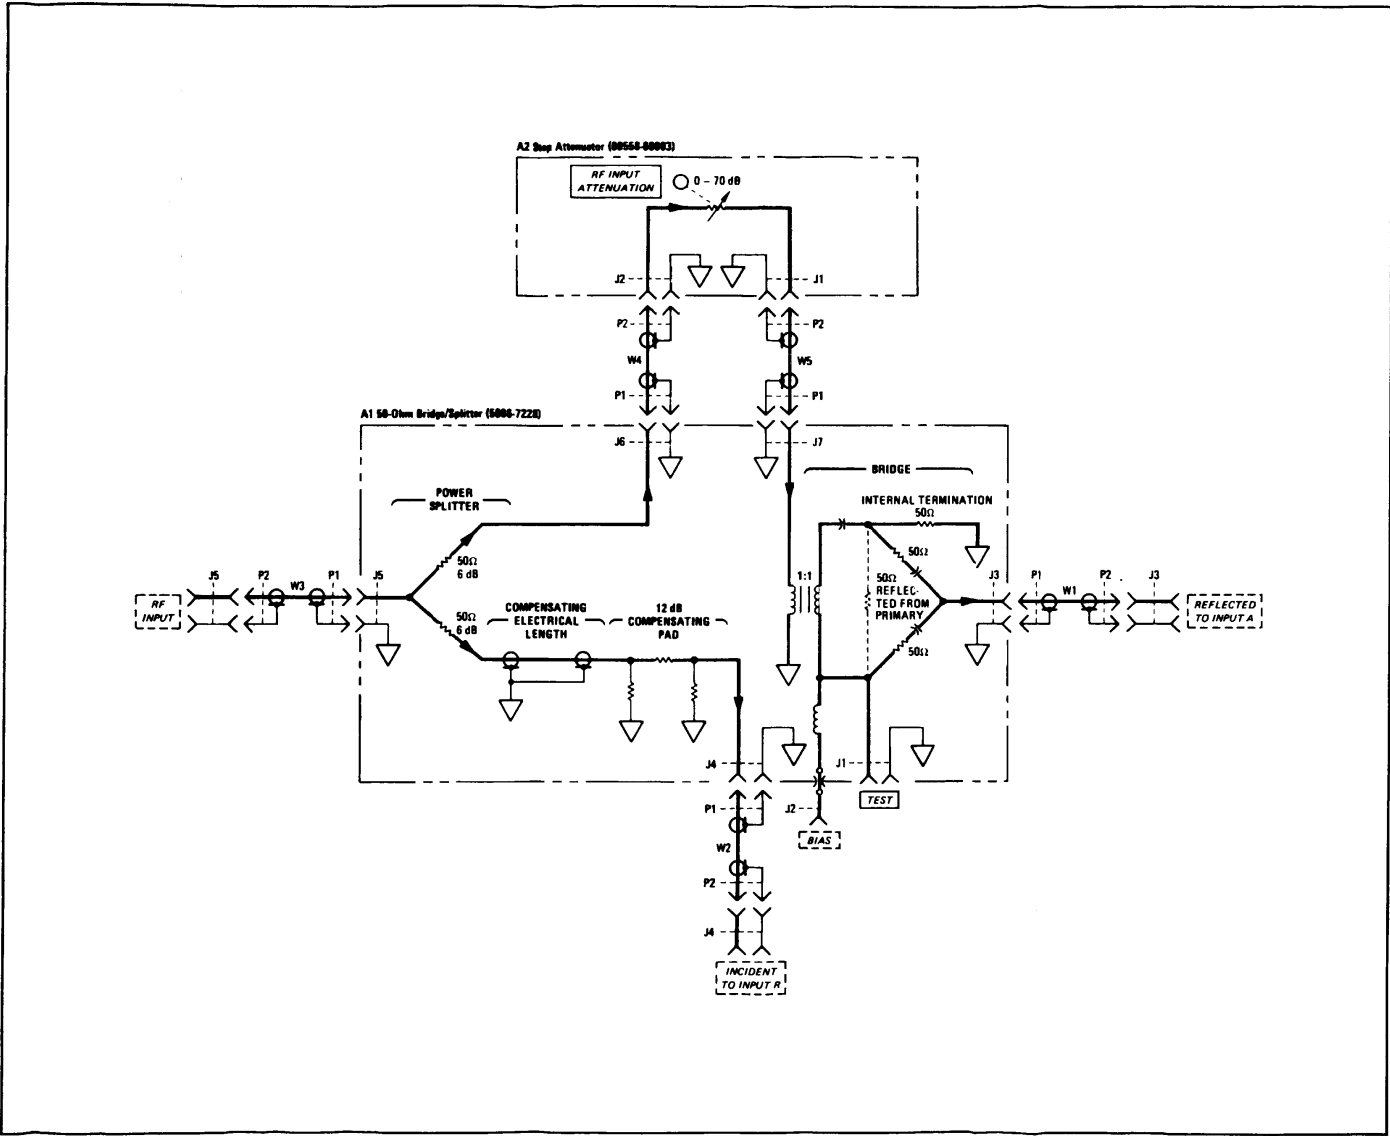 A2 Step Attenuator (08558-60003)
RF INPUT
ATTENUATION
0 – 70 dB
J2
J1
P2
P2
W4
W5
P1
P1
A1 50-Ohm Bridge/Splitter (5086-7228)
J6
J7
BRIDGE
POWER
SPLITTER
INTERNAL TERMINATION
50Ω
50Ω
6 dB
50Ω
1:1
50Ω
REFLEC-
TED FROM
PRIMARY
J5
P2
W3
P1
J5
J3
P1
W1
P2
J3
RF
INPUT
REFLECTED
TO INPUT A
50Ω
6 dB
COMPENSATING
ELECTRICAL
LENGTH
12 dB
COMPENSATING
PAD
50Ω
J4
J1
P1
J2
TEST
BIAS
W2
P2
J4
INCIDENT
TO INPUT R